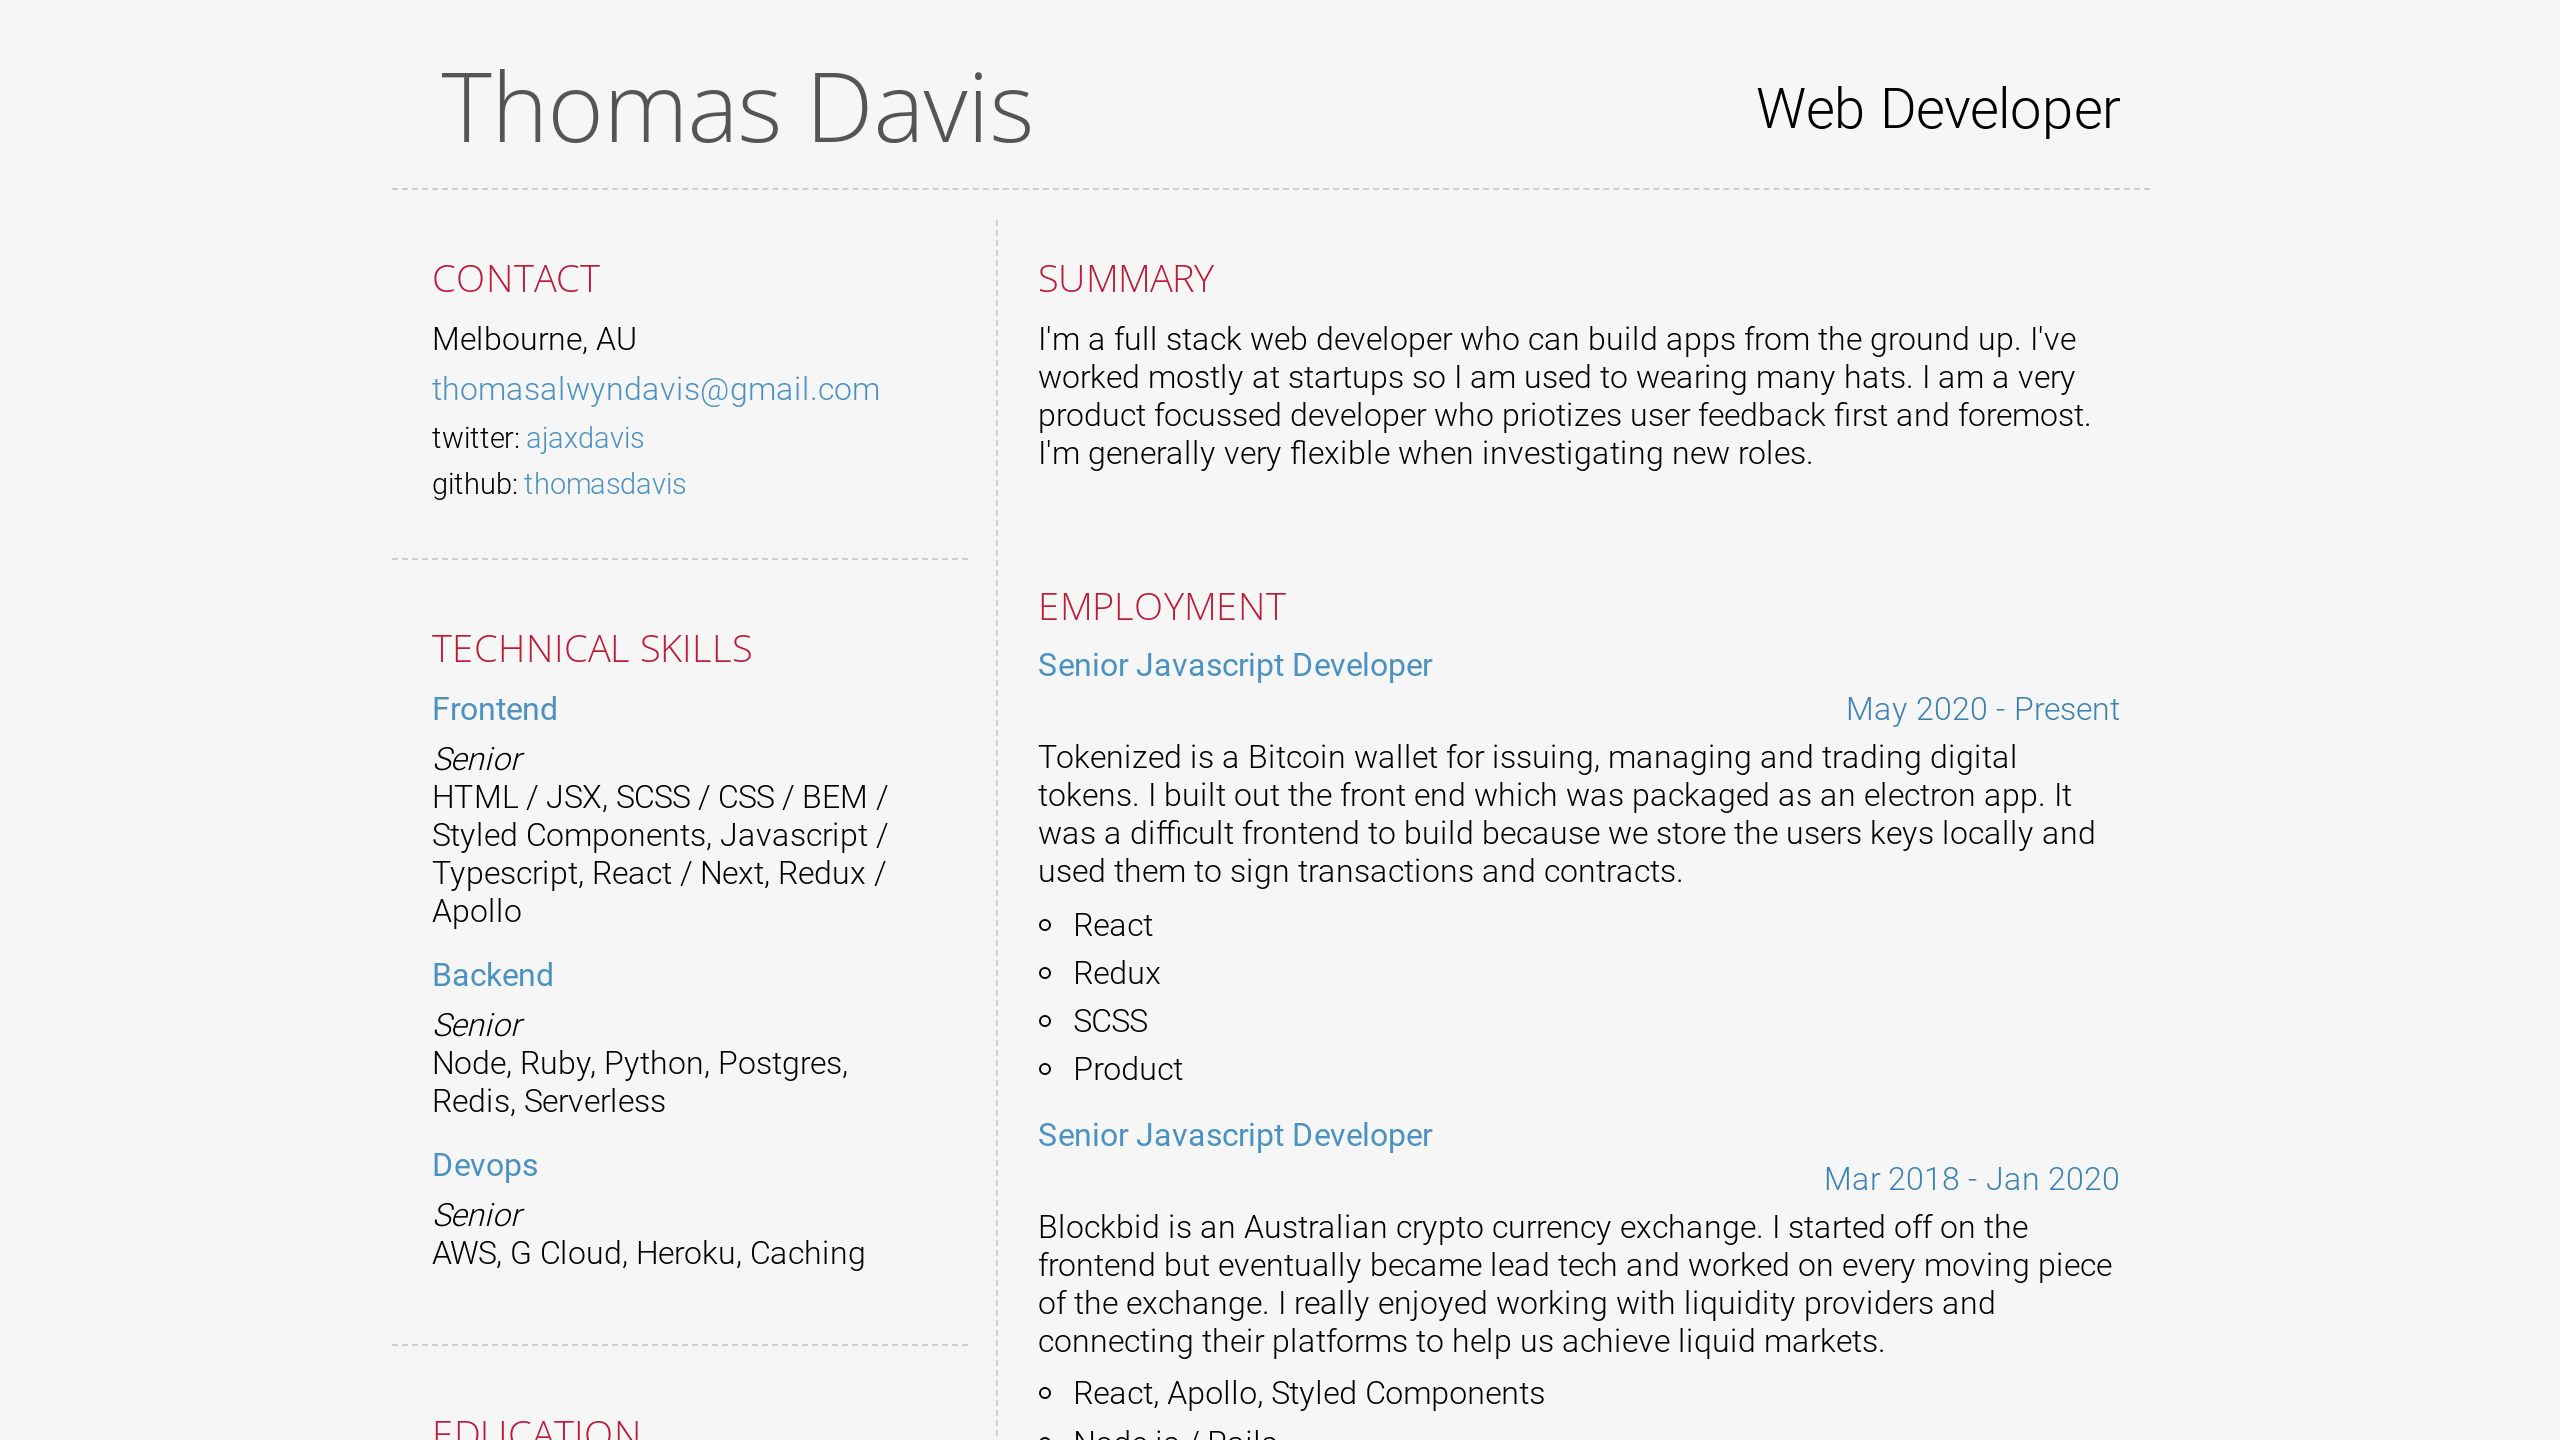 Thomas Davis
Web Developer
CONTACT
Melbourne, AU
thomasalwyndavis@gmail.com
twitter: ajaxdavis
github: thomasdavis
TECHNICAL SKILLS
Frontend
Senior
HTML / JSX, SCSS / CSS / BEM /
Styled Components, Javascript /
Typescript, React / Next, Redux /
Apollo
Backend
Senior
Node, Ruby, Python, Postgres,
Redis, Serverless
Devops
Senior
AWS, G Cloud, Heroku, Caching
EDUCATION
SUMMARY
I'm a full stack web developer who can build apps from the ground up. I've
worked mostly at startups so I am used to wearing many hats. I am a very
product focussed developer who priotizes user feedback first and foremost.
I'm generally very flexible when investigating new roles.
EMPLOYMENT
Senior Javascript Developer
May 2020 - Present
Tokenized is a Bitcoin wallet for issuing, managing and trading digital
tokens. I built out the front end which was packaged as an electron app. It
was a difficult frontend to build because we store the users keys locally and
used them to sign transactions and contracts.
React
Redux
SCSS
Product
Senior Javascript Developer
Mar 2018 - Jan 2020
Blockbid is an Australian crypto currency exchange. I started off on the
frontend but eventually became lead tech and worked on every moving piece
of the exchange. I really enjoyed working with liquidity providers and
connecting their platforms to help us achieve liquid markets.
React, Apollo, Styled Components